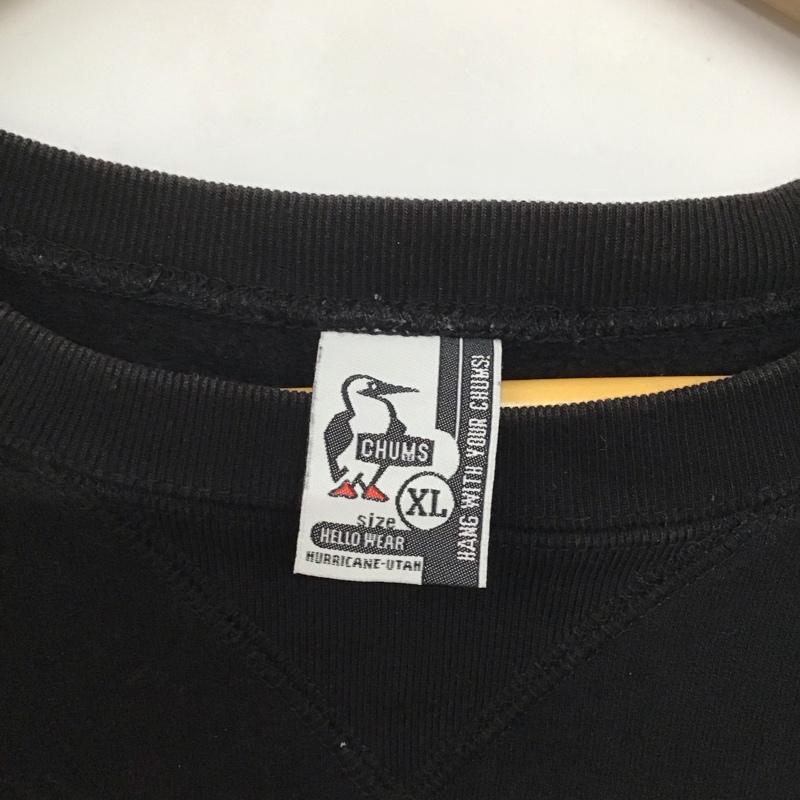 CHUMS
XL
size
HELLO WEAR
HURRICANE-UTAH
HANG WITH YOUR CHUMS!